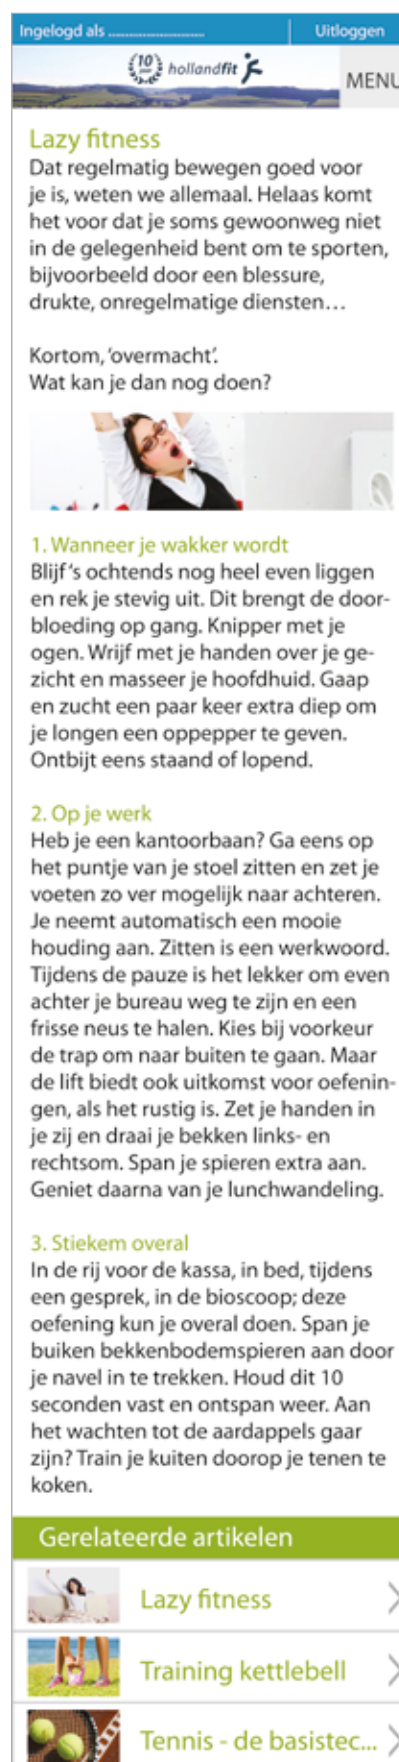 Ingelogd als ............................ Uitloggen
10 jaar hollandfit MENU
Lazy fitness
Dat regelmatig bewegen goed voor
je is, weten we allemaal. Helaas komt
het voor dat je soms gewoonweg niet
in de gelegenheid bent om te sporten,
bijvoorbeeld door een blessure,
drukte, onregelmatige diensten…
Kortom, ‘overmacht’.
Wat kan je dan nog doen?
1. Wanneer je wakker wordt
Blijf ‘s ochtends nog heel even liggen
en rek je stevig uit. Dit brengt de door-
bloeding op gang. Knipper met je
ogen. Wrijf met je handen over je ge-
zicht en masseer je hoofdhuid. Gaap
en zucht een paar keer extra diep om
je longen een oppepper te geven.
Ontbijt eens staand of lopend.
2. Op je werk
Heb je een kantoorbaan? Ga eens op
het puntje van je stoel zitten en zet je
voeten zo ver mogelijk naar achteren.
Je neemt automatisch een mooie
houding aan. Zitten is een werkwoord.
Tijdens de pauze is het lekker om even
achter je bureau weg te zijn en een
frisse neus te halen. Kies bij voorkeur
de trap om naar buiten te gaan. Maar
de lift biedt ook uitkomst voor oefenin-
gen, als het rustig is. Zet je handen in
je zij en draai je bekken links- en
rechtsom. Span je spieren extra aan.
Geniet daarna van je lunchwandeling.
3. Stiekem overal
In de rij voor de kassa, in bed, tijdens
een gesprek, in de bioscoop; deze
oefening kun je overal doen. Span je
buiken bekkenbodemspieren aan door
je navel in te trekken. Houd dit 10
seconden vast en ontspan weer. Aan
het wachten tot de aardappels gaar
zijn? Train je kuiten doorop je tenen te
koken.
Gerelateerde artikelen
Lazy fitness
Training kettlebell
Tennis - de basistec...